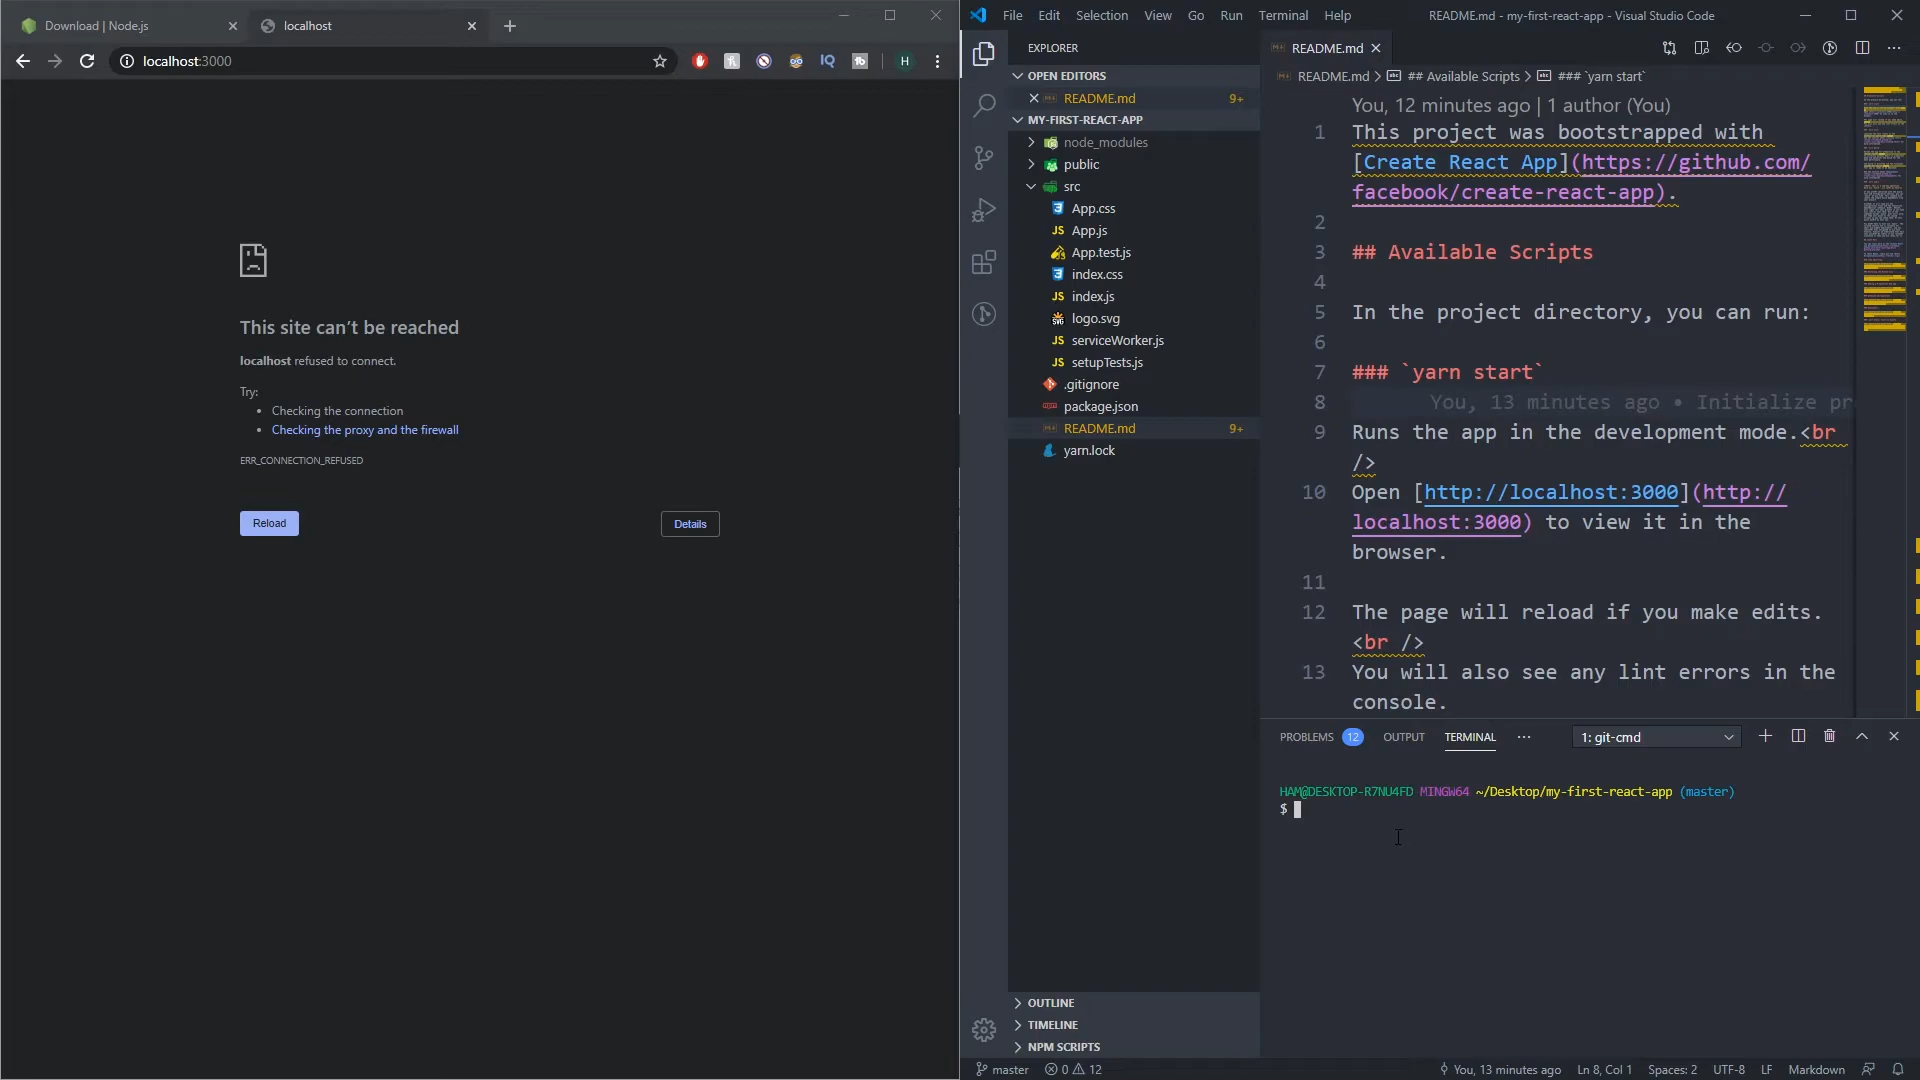 Download | Node.js
localhost
localhost:3000
H
This site can't be reached
localhost refused to connect.
Try:
• Checking the connection
• Checking the proxy and the firewall
ERR_CONNECTION_REFUSED
Reload
Details
File Edit Selection View Go Run Terminal Help
README.md - my-first-react-app - Visual Studio Code
EXPLORER
OPEN EDITORS
README.md 9+
MY-FIRST-REACT-APP
node_modules
public
src
App.css
App.js
App.test.js
index.css
index.js
logo.svg
serviceWorker.js
setupTests.js
.gitignore
package.json
README.md 9+
yarn.lock
OUTLINE
TIMELINE
NPM SCRIPTS
README.md
README.md > ## Available Scripts > ### `yarn start`
You, 12 minutes ago | 1 author (You)
1 This project was bootstrapped with
[Create React App](https://github.com/
facebook/create-react-app).
2
3 ## Available Scripts
4
5 In the project directory, you can run:
6
7 ### `yarn start`
8 You, 13 minutes ago • Initialize pr
9 Runs the app in the development mode.<br
/>
10 Open [http://localhost:3000](http://
localhost:3000) to view it in the
browser.
11
12 The page will reload if you make edits.
<br />
13 You will also see any lint errors in the
console.
PROBLEMS 12 OUTPUT TERMINAL ··· 1: git-cmd
HAM@DESKTOP-R7NU4FD MINGW64 ~/Desktop/my-first-react-app (master)
$
master 0 12 You, 13 minutes ago Ln 8, Col 1 Spaces: 2 UTF-8 LF Markdown